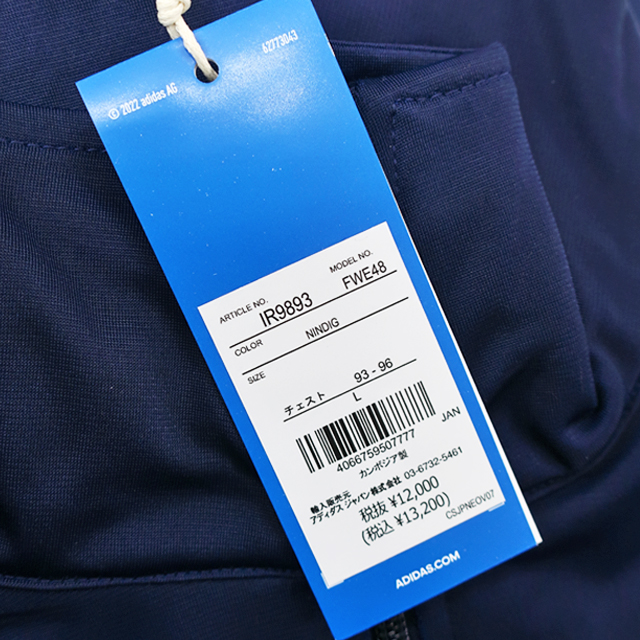 © 2022 adidas AG
62773043
ARTICLE NO. IR9893 MODEL NO. FWE48
COLOR NINDIG
SIZE
チェスト 93 - 96
L
JAN
4066759507777
カンボジア製
輸入販売元
アディダス ジャパン株式会社 03-6732-5461
税抜 ¥12,000
(税込 ¥13,200)
CSJPNEOV07
ADIDAS.COM